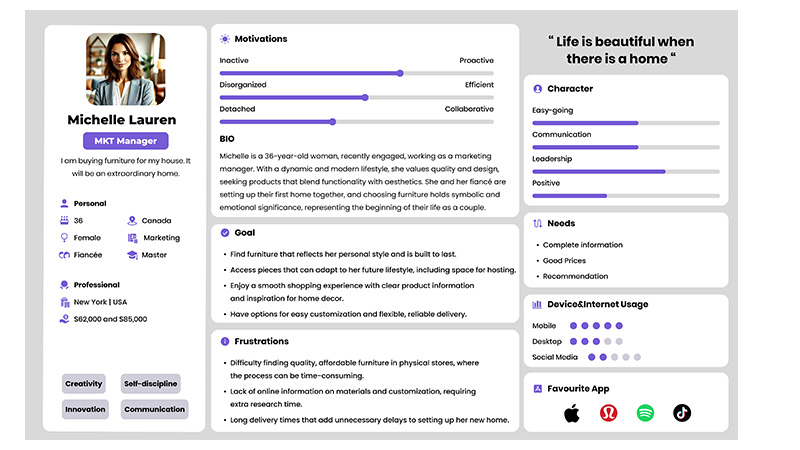 Michelle Lauren
MKT Manager
I am buying furniture for my house. It
will be an extraordinary home.
Personal
36
Canada
Female
Marketing
Fiancée
Master
Professional
New York | USA
$62,000 and $85,000
Creativity
Self-discipline
Innovation
Communication
Motivations
Inactive Proactive
Disorganized Efficient
Detached Collaborative
BIO
Michelle is a 36-year-old woman, recently engaged, working as a marketing
manager. With a dynamic and modern lifestyle, she values quality and design,
seeking products that blend functionality with aesthetics. She and her fiancé are
setting up their first home together, and choosing furniture holds symbolic and
emotional significance, representing the beginning of their life as a couple.
Goal
• Find furniture that reflects her personal style and is built to last.
• Access pieces that can adapt to her future lifestyle, including space for hosting.
• Enjoy a smooth shopping experience with clear product information
and inspiration for home decor.
• Have options for easy customization and flexible, reliable delivery.
Frustrations
• Difficulty finding quality, affordable furniture in physical stores, where
the process can be time-consuming.
• Lack of online information on materials and customization, requiring
extra research time.
• Long delivery times that add unnecessary delays to setting up her new home.
“ Life is beautiful when
there is a home “
Character
Easy-going
Communication
Leadership
Positive
Needs
• Complete information
• Good Prices
• Recommendation
Device&Internet Usage
Mobile
Desktop
Social Media
Favourite App